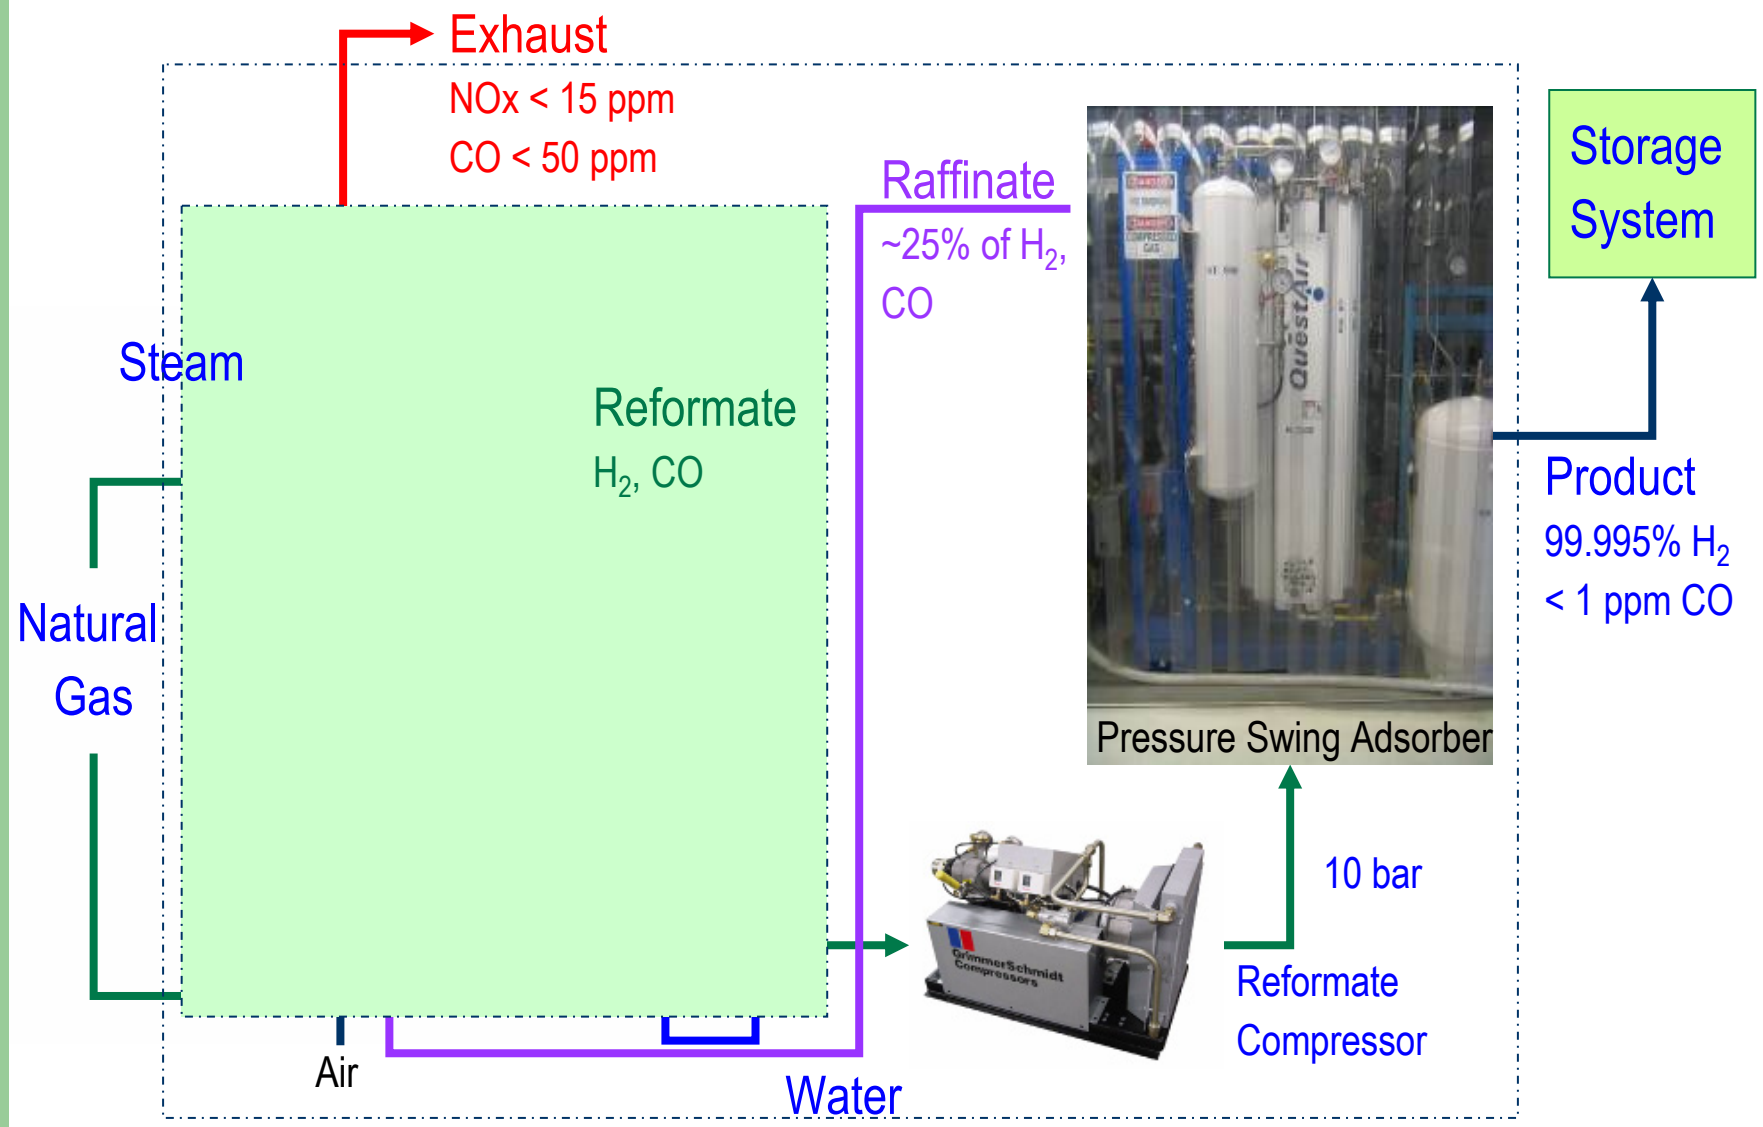 Exhaust
NOx < 15 ppm
CO < 50 ppm
Raffinate
~25% of H₂,
CO
Storage
System
Steam
Reformate
H₂, CO
QuestAir
Product
99.995% H₂
< 1 ppm CO
Natural
Gas
Pressure Swing Adsorber
10 bar
GrimmerSchmidt
Compressors
Reformate
Compressor
Air
Water